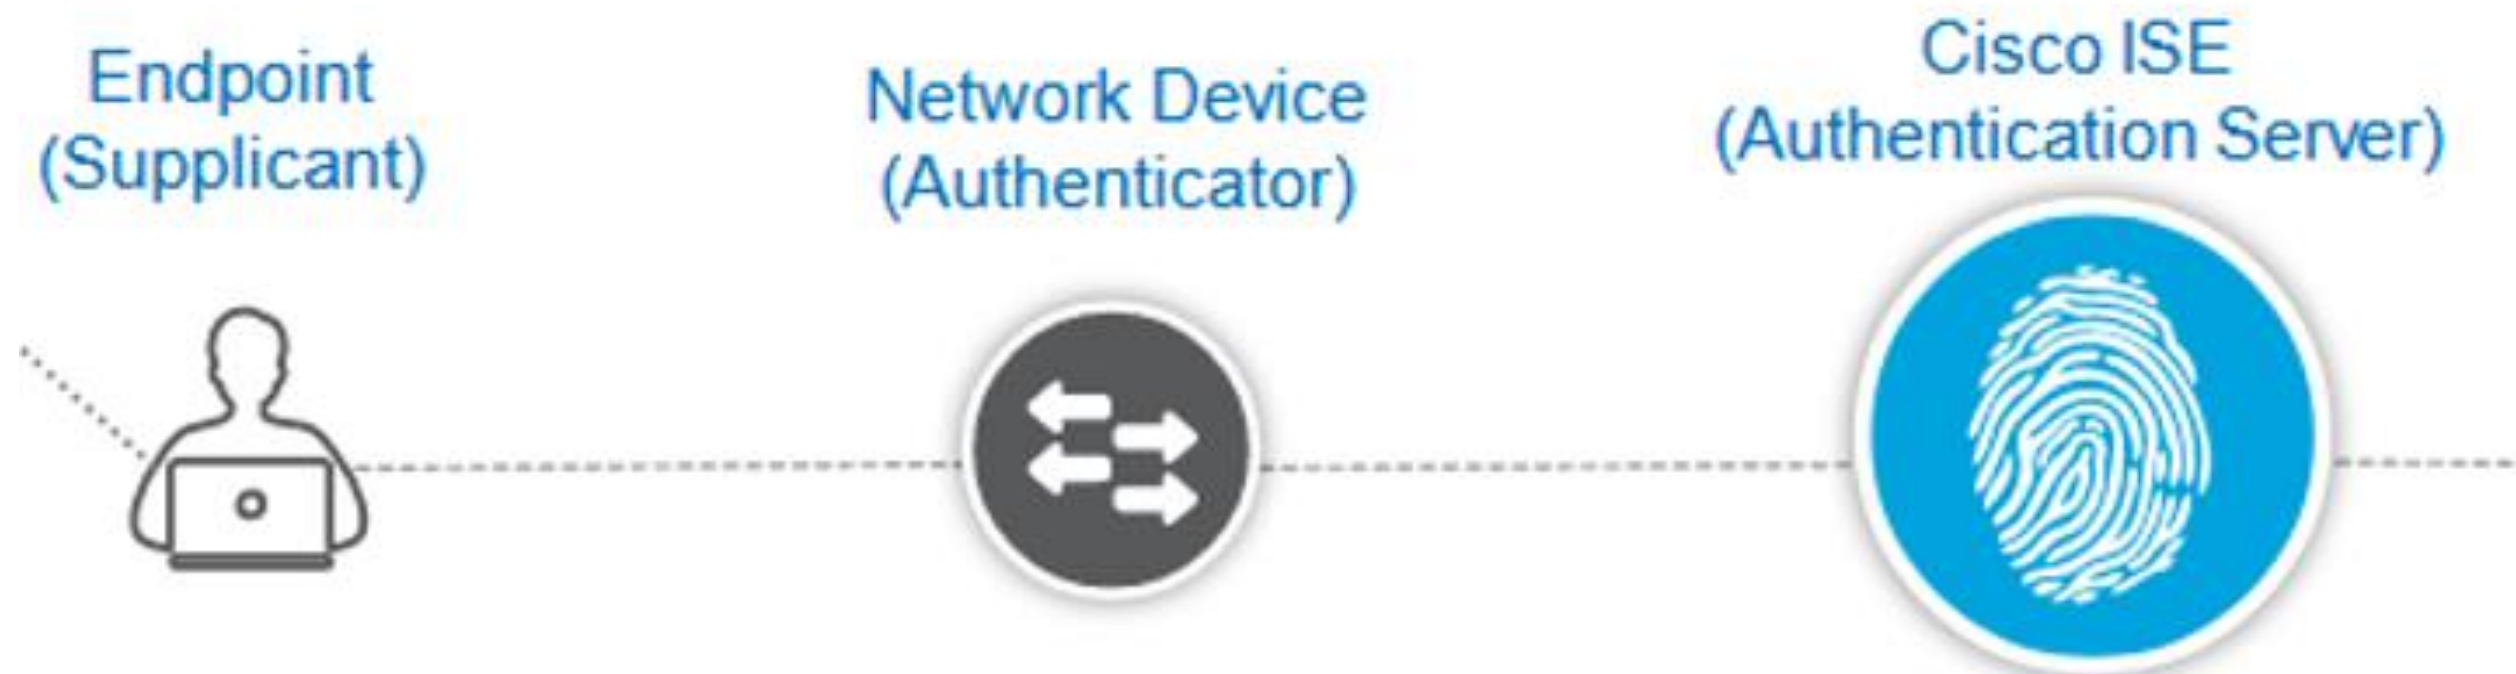 Endpoint
(Supplicant)
Network Device
(Authenticator)
Cisco ISE
(Authentication Server)